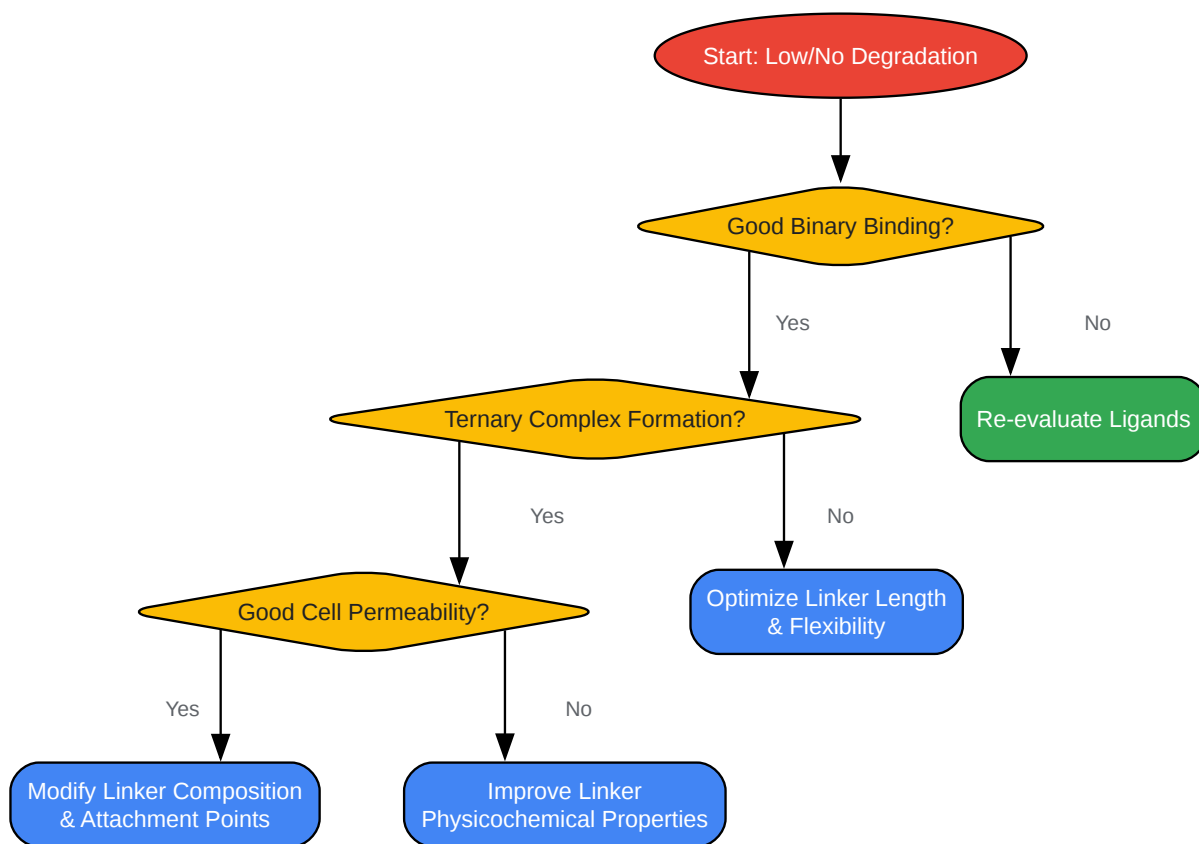 Start: Low/No Degradation
Good Binary Binding?
Yes
No
Ternary Complex Formation?
Re-evaluate Ligands
Yes
No
Good Cell Permeability?
Optimize Linker Length
& Flexibility
Yes
No
Modify Linker Composition
& Attachment Points
Improve Linker
Physicochemical Properties